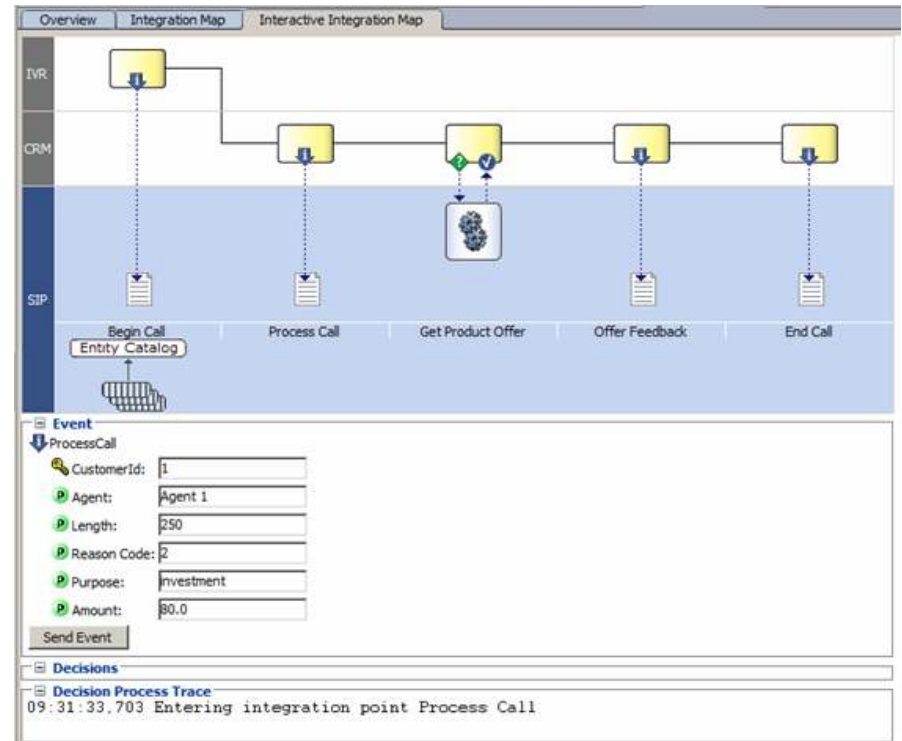 Overview Integration Map Interactive Integration Map
IVR
CRM
SIP
Begin Call Process Call Get Product Offer Offer Feedback End Call
Entity Catalog
Event
ProcessCall
CustomerId: 1
Agent: Agent 1
Length: 250
Reason Code: 2
Purpose: investment
Amount: 80.0
Send Event
Decisions
Decision Process Trace
09:31:33,703 Entering integration point Process Call